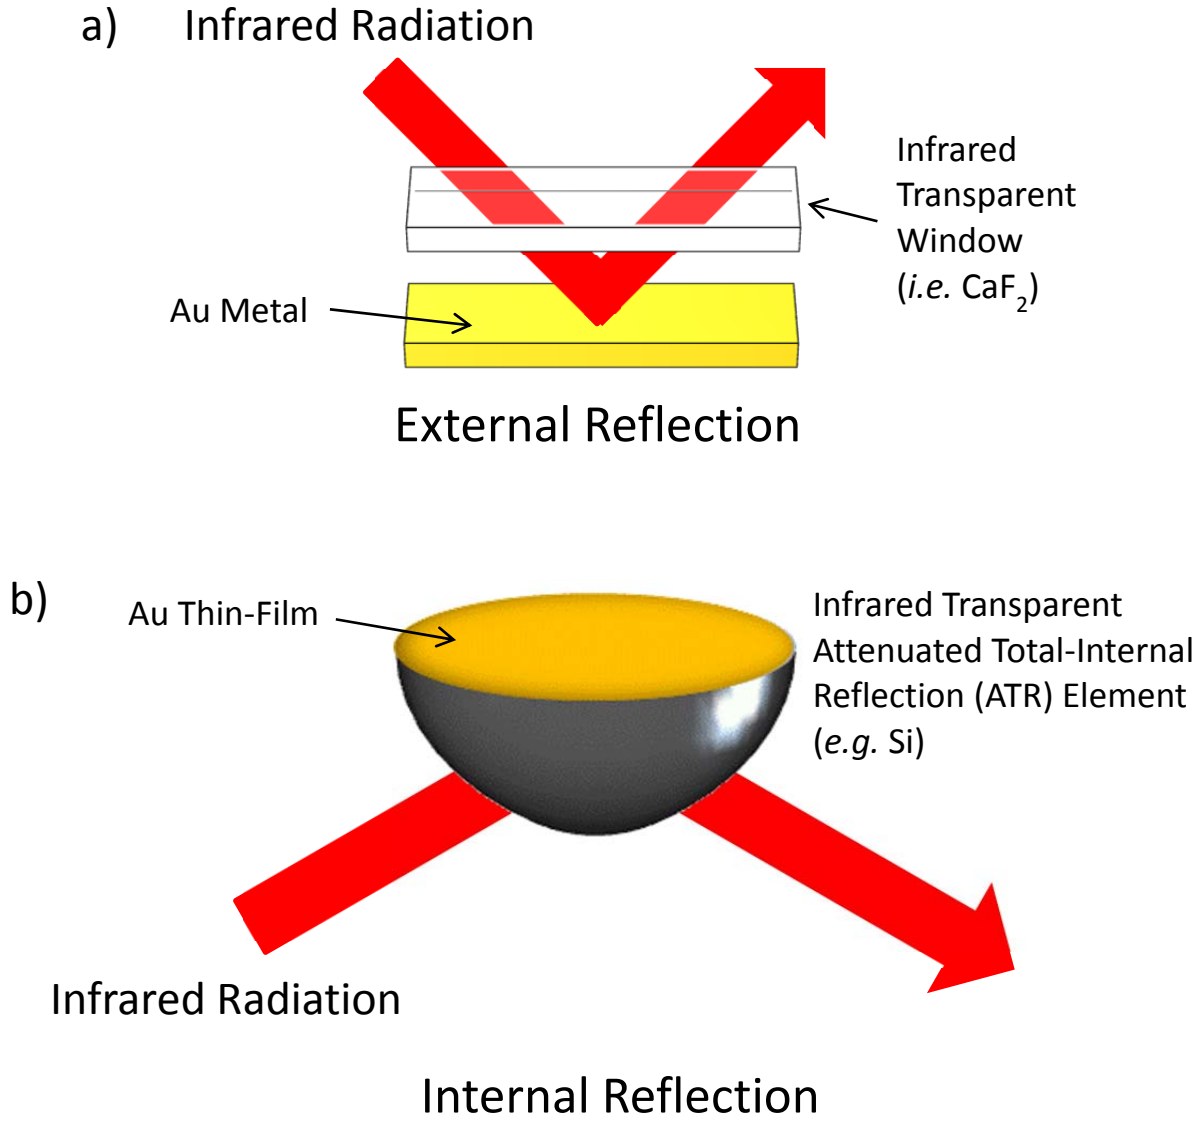 a)
Infrared Radiation
Infrared
Transparent
Window
(i.e. CaF₂)
Au Metal
External Reflection
b)
Au Thin-Film
Infrared Transparent
Attenuated Total-Internal
Reflection (ATR) Element
(e.g. Si)
Infrared Radiation
Internal Reflection